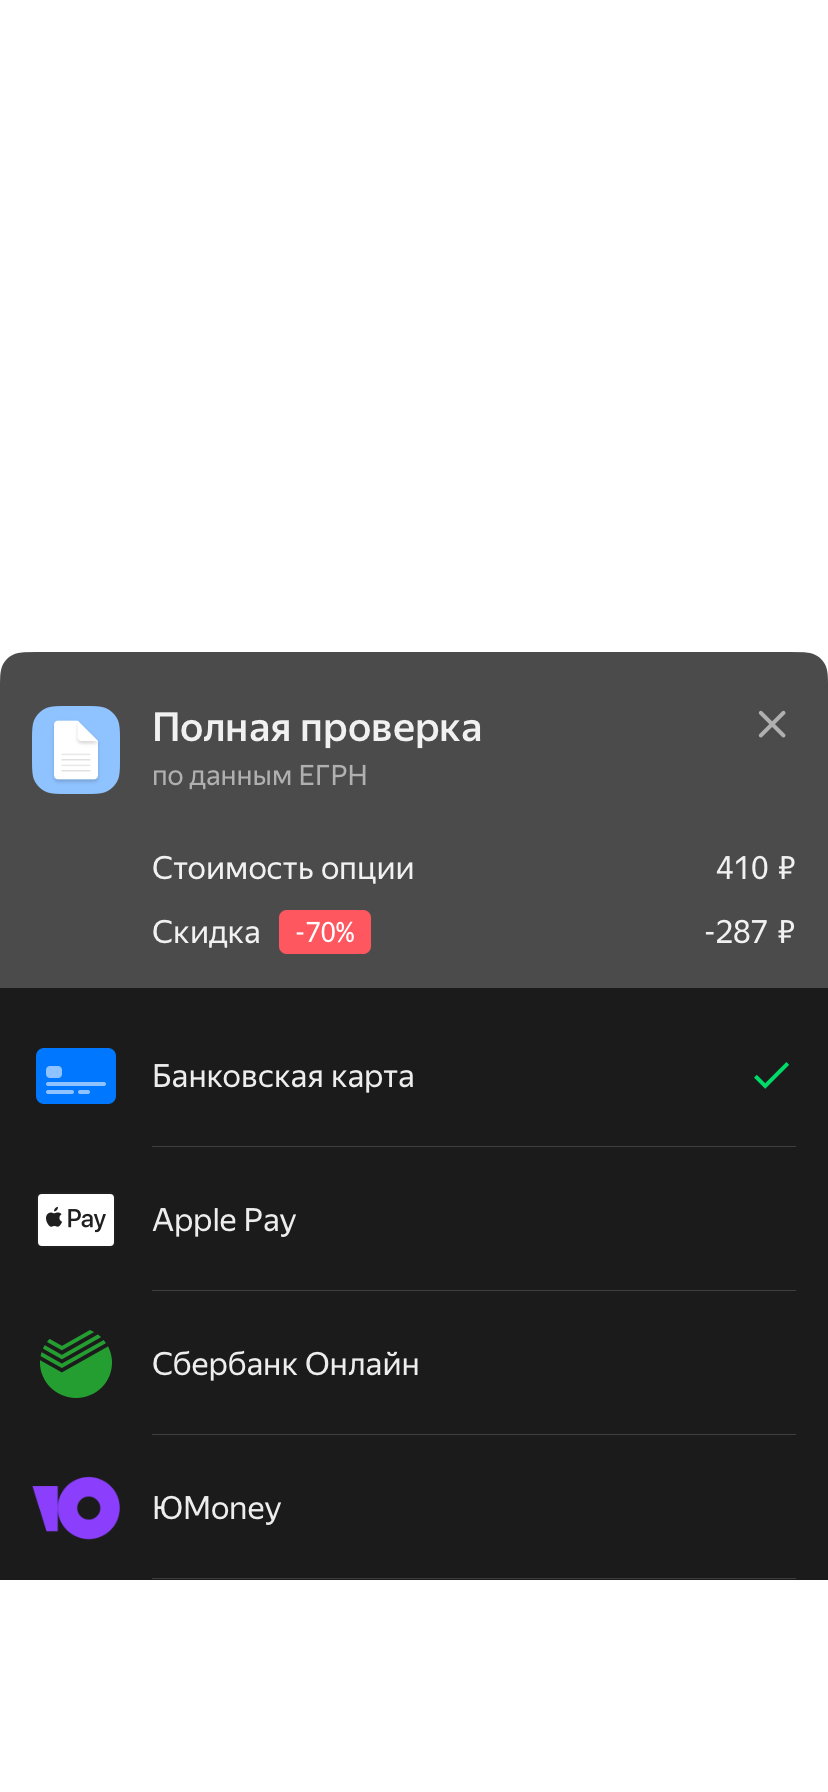 Полная проверка
по данным ЕГРН
Стоимость опции 410 ₽
Скидка -70% -287 ₽
Банковская карта
Pay Apple Pay
Сбербанк Онлайн
ЮMoney